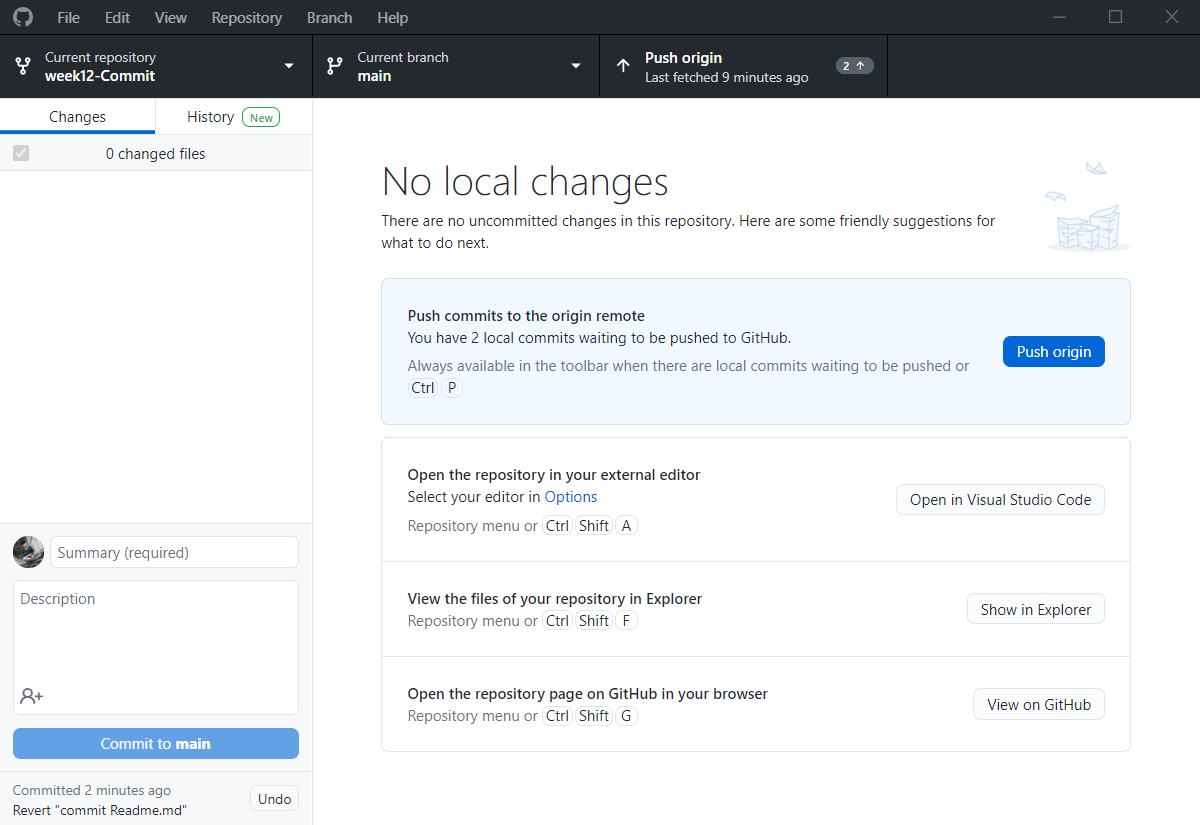 File Edit View Repository Branch Help
Current repository
week12-Commit
Current branch
main
Push origin
Last fetched 9 minutes ago
2
Changes
History New
0 changed files
No local changes
There are no uncommitted changes in this repository. Here are some friendly suggestions for
what to do next.
Push commits to the origin remote
You have 2 local commits waiting to be pushed to GitHub.
Always available in the toolbar when there are local commits waiting to be pushed or
Ctrl P
Push origin
Open the repository in your external editor
Select your editor in Options
Repository menu or Ctrl Shift A
Open in Visual Studio Code
View the files of your repository in Explorer
Repository menu or Ctrl Shift F
Show in Explorer
Open the repository page on GitHub in your browser
Repository menu or Ctrl Shift G
View on GitHub
Summary (required)
Description
Commit to main
Committed 2 minutes ago
Revert "commit Readme.md"
Undo